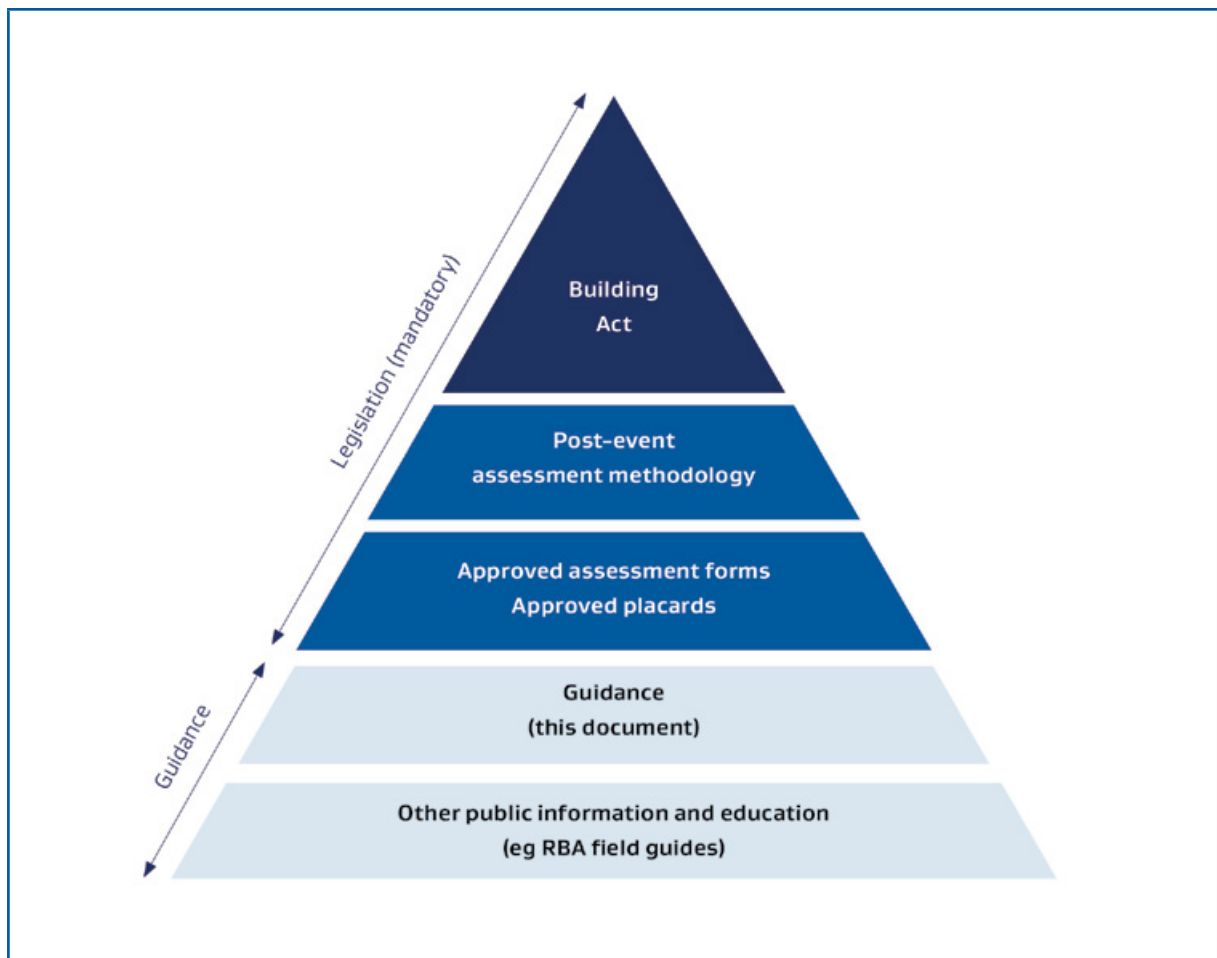 Legislation (mandatory)
Building
Act
Post-event
assessment methodology
Approved assessment forms
Approved placards
Guidance
Guidance
(this document)
Other public information and education
(eg RBA field guides)